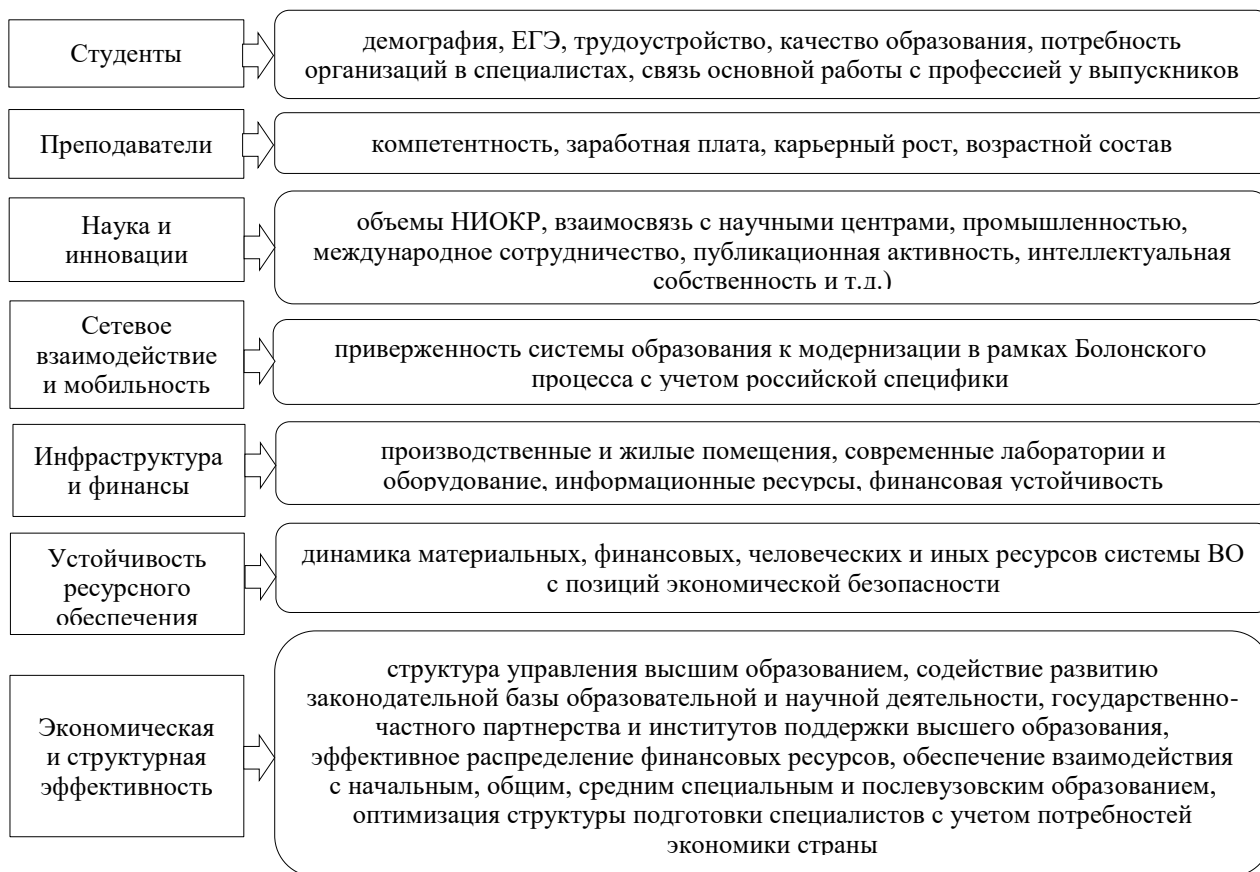 Студенты
демография, ЕГЭ, трудоустройство, качество образования, потребность
организаций в специалистах, связь основной работы с профессией у выпускников
Преподаватели
компетентность, заработная плата, карьерный рост, возрастной состав
Наука и
инновации
объемы НИОКР, взаимосвязь с научными центрами, промышленностью,
международное сотрудничество, публикационная активность, интеллектуальная
собственность и т.д.)
Сетевое
взаимодействие
и мобильность
приверженность системы образования к модернизации в рамках Болонского
процесса с учетом российской специфики
Инфраструктура
и финансы
производственные и жилые помещения, современные лаборатории и
оборудование, информационные ресурсы, финансовая устойчивость
Устойчивость
ресурсного
обеспечения
динамика материальных, финансовых, человеческих и иных ресурсов системы ВО
с позиций экономической безопасности
Экономическая
и структурная
эффективность
структура управления высшим образованием, содействие развитию
законодательной базы образовательной и научной деятельности, государственно-
частного партнерства и институтов поддержки высшего образования,
эффективное распределение финансовых ресурсов, обеспечение взаимодействия
с начальным, общим, средним специальным и послевузовским образованием,
оптимизация структуры подготовки специалистов с учетом потребностей
экономики страны